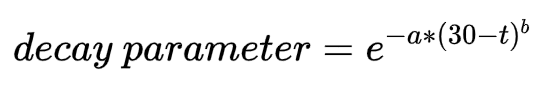 decay parameter = e^{-a*(30-t)^b}